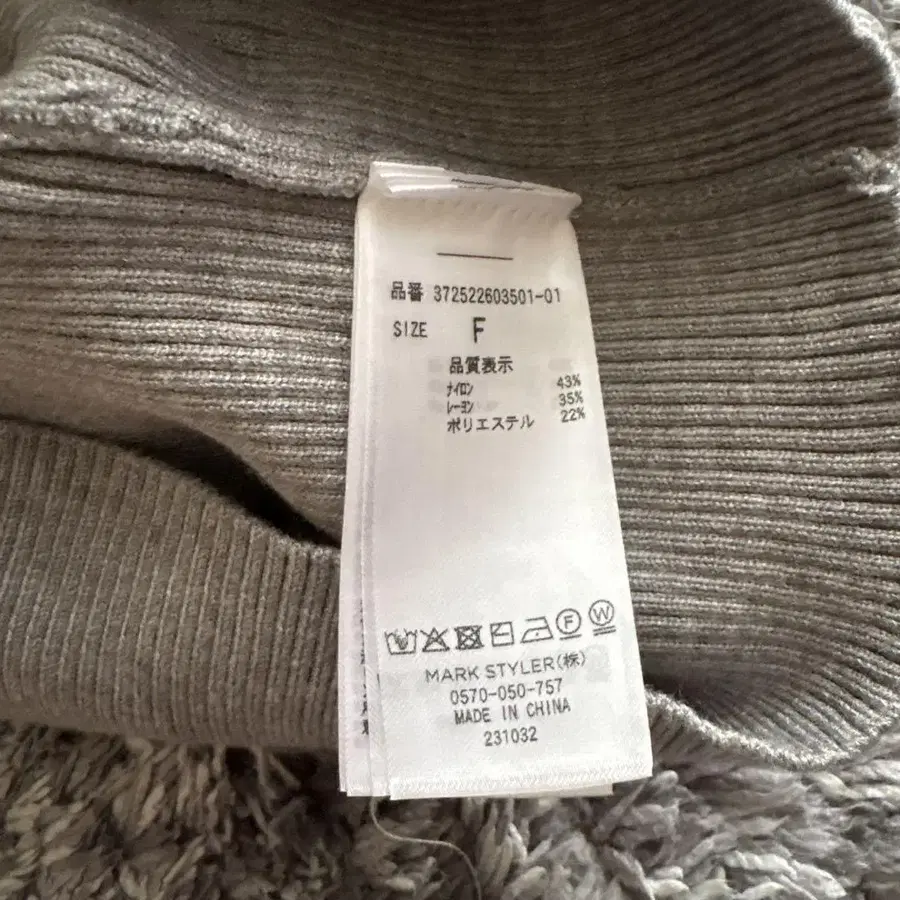 品番 372522603501-01
SIZE F
品質表示
ナイロン 43%
レーヨン 35%
ポリエステル 22%
F W
MARK STYLER(株)
0570-050-757
MADE IN CHINA
231032